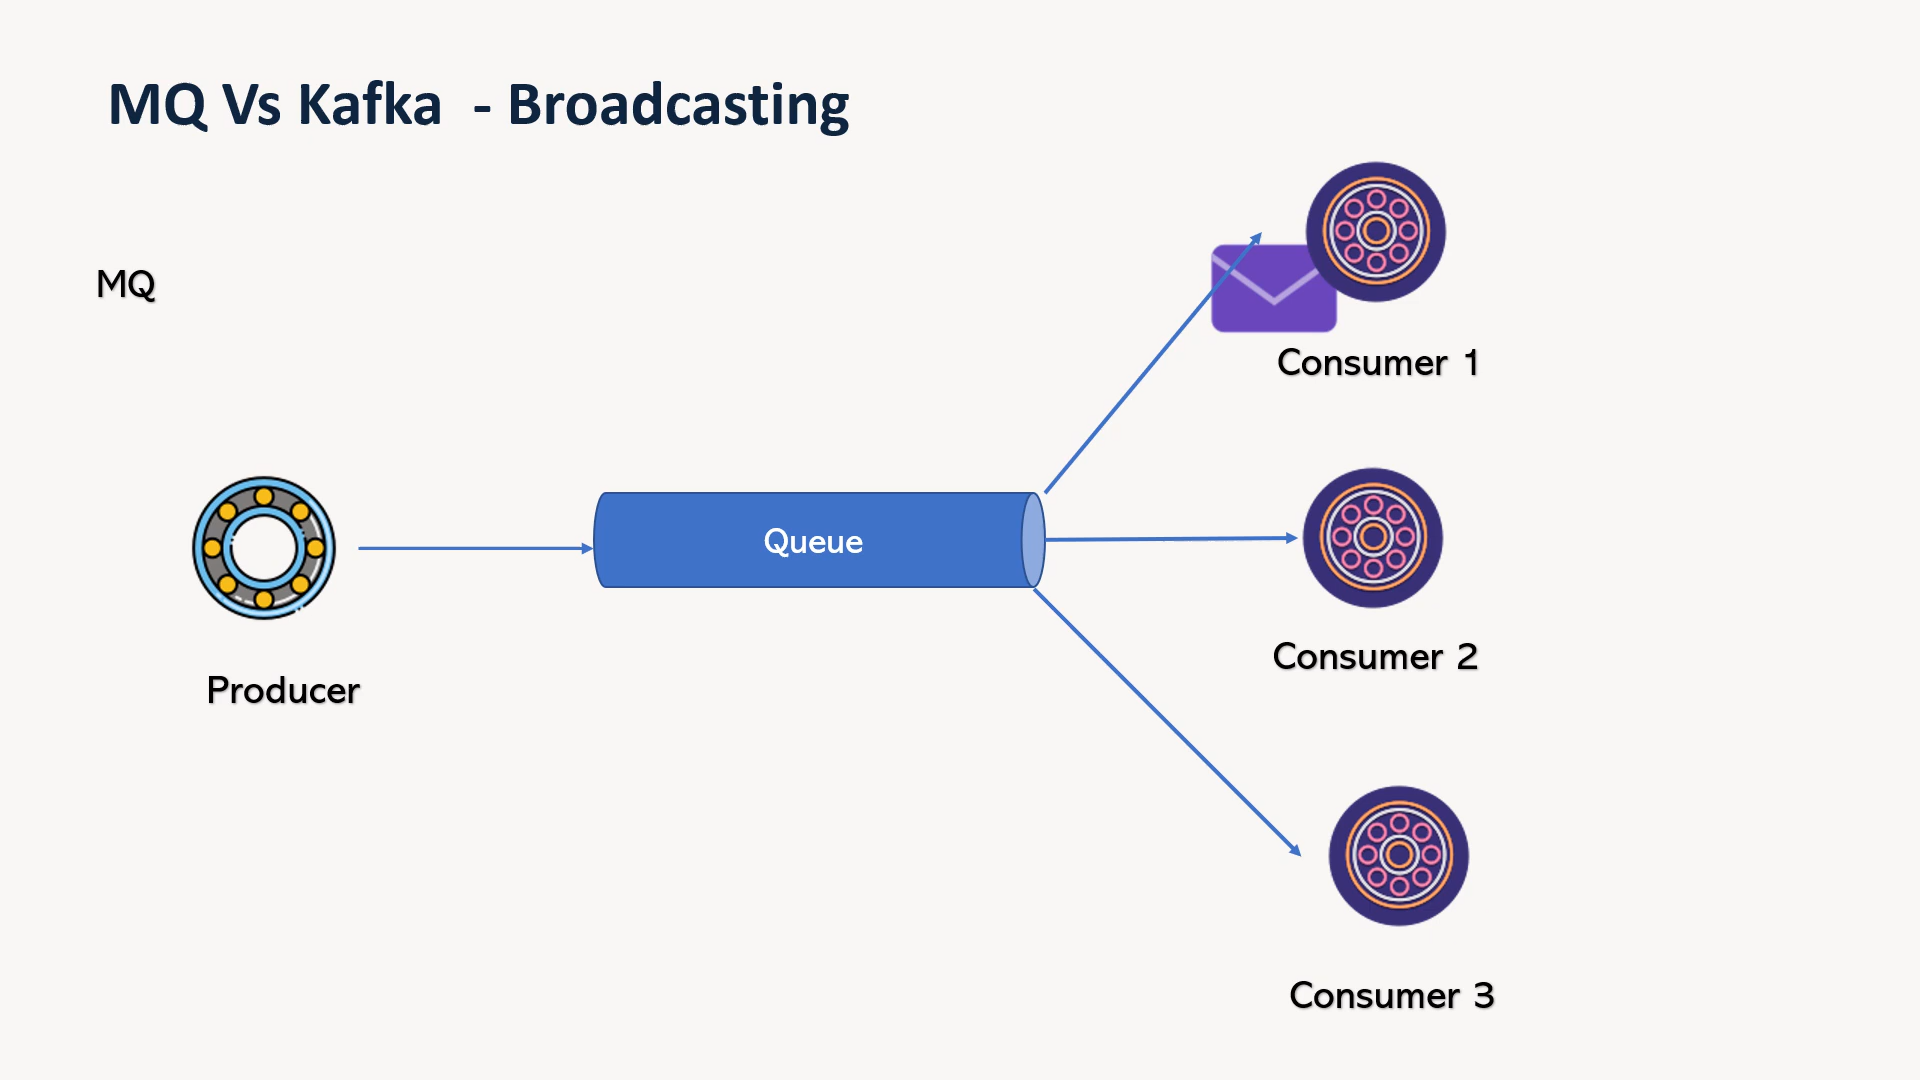 MQ Vs Kafka  - Broadcasting
MQ
Consumer 1
Queue
Consumer 2
Producer
Consumer 3